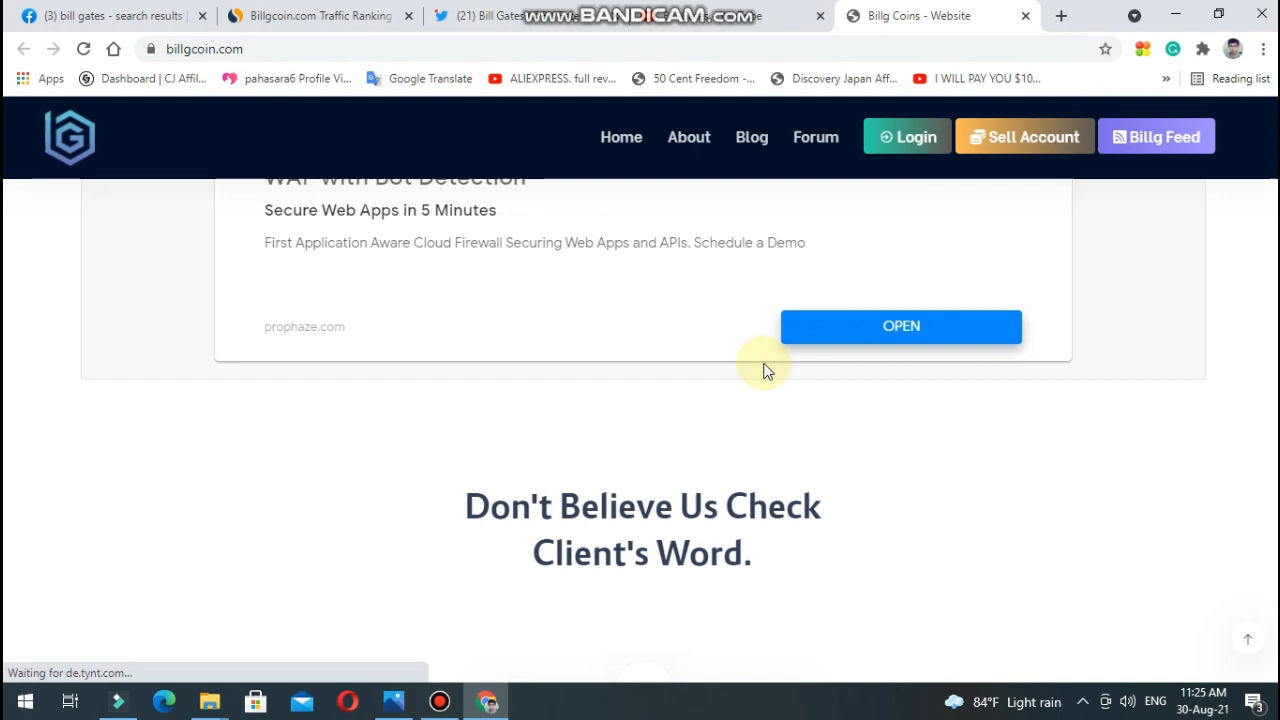 (3) bill gates - search results |
Billgcoin.com Traffic Ranking
(21) Bill Gates
www.BANDICAM.com
Billg Coins - Website
billgcoin.com
Apps
Dashboard | CJ Affil...
pahasara6 Profile Vi...
Google Translate
ALIEXPRESS. full rev...
50 Cent Freedom -...
Discovery Japan Aff...
I WILL PAY YOU $10...
»
Reading list
Home
About
Blog
Forum
Login
Sell Account
Billg Feed
WAF with Bot Detection
Secure Web Apps in 5 Minutes
First Application Aware Cloud Firewall Securing Web Apps and APIs. Schedule a Demo
prophaze.com
OPEN
Don't Believe Us Check
Client's Word.
Waiting for de.tynt.com...
84°F Light rain
ENG
11:25 AM
30-Aug-21
3